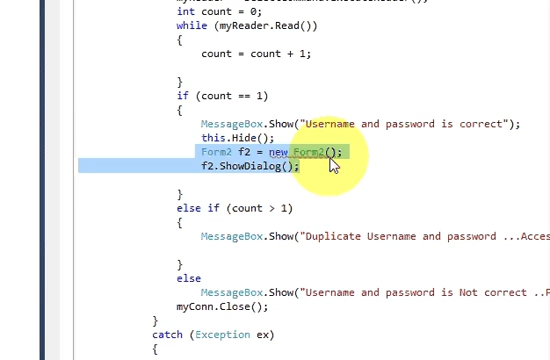 int count = 0;
while (myReader.Read())
{
count = count + 1;
}
if (count == 1)
{
MessageBox.Show("Username and password is correct");
this.Hide();
Form2 f2 = new Form2();
f2.ShowDialog();
}
else if (count > 1)
{
MessageBox.Show("Duplicate Username and password ...Acces
}
else
MessageBox.Show("Username and password is Not correct ..P
myConn.Close();
}
catch (Exception ex)
{